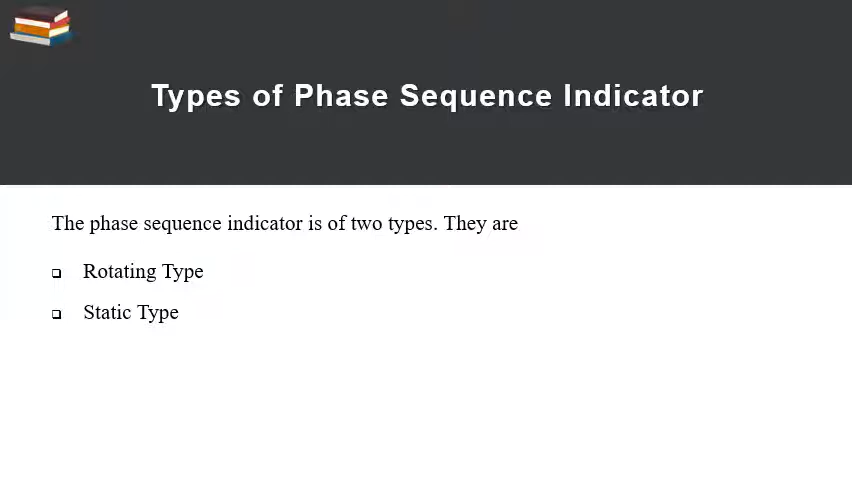 Types of Phase Sequence Indicator
The phase sequence indicator is of two types. They are
Rotating Type
Static Type